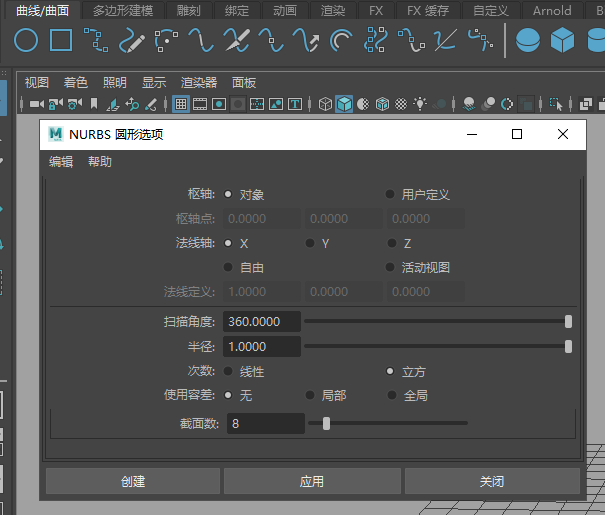 曲线/曲面 多边形建模 雕刻 绑定 动画 渲染 FX FX 缓存 自定义 Arnold B
视图 着色 照明 显示 渲染器 面板
NURBS 圆形选项
编辑 帮助
枢轴: 对象 用户定义
枢轴点: 0.0000 0.0000 0.0000
法线轴: X Y Z
自由 活动视图
法线定义: 1.0000 0.0000 0.0000
扫描角度: 360.0000
半径: 1.0000
次数: 线性 立方
使用容差: 无 局部 全局
截面数: 8
创建 应用 关闭